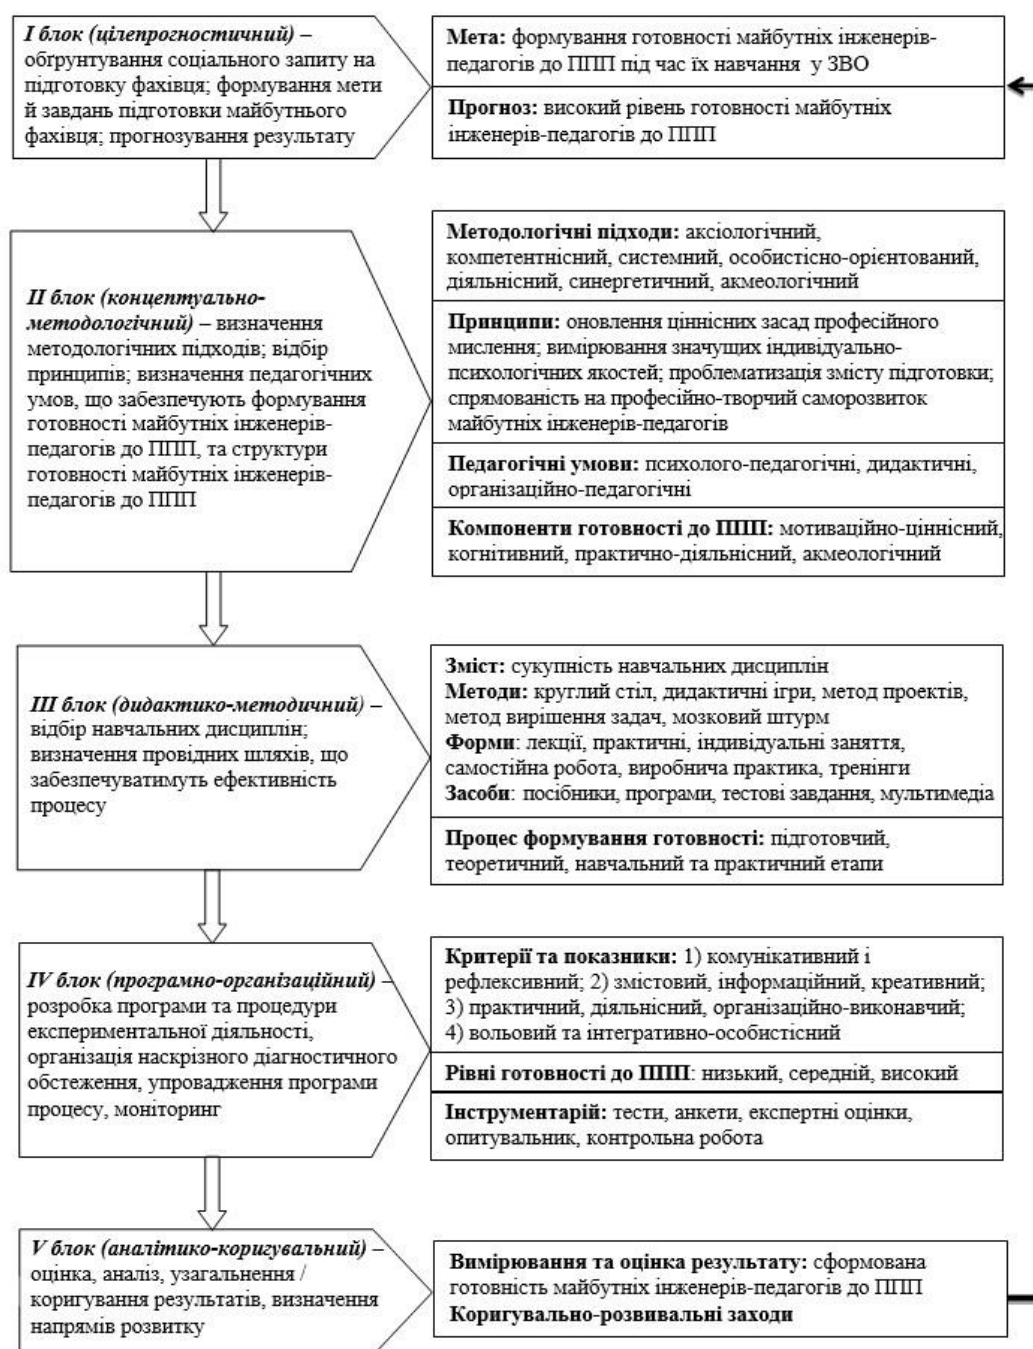 I блок (цілепрогностичний) –
обґрунтування соціального запиту на
підготовку фахівця; формування мети
й завдань підготовки майбутнього
фахівця; прогнозування результату
Мета: формування готовності майбутніх інженерів-
педагогів до ППП під час їх навчання у ЗВО
Прогноз: високий рівень готовності майбутніх
інженерів-педагогів до ППП
II блок (концептуально-
методологічний) – визначення
методологічних підходів; відбір
принципів; визначення педагогічних
умов, що забезпечують формування
готовності майбутніх інженерів-
педагогів до ППП, та структури
готовності майбутніх інженерів-
педагогів до ППП
Методологічні підходи: аксіологічний,
компетентнісний, системний, особистісно-орієнтований,
діяльнісний, синергетичний, акмеологічний
Принципи: оновлення ціннісних засад професійного
мислення; вимірювання значущих індивідуально-
психологічних якостей; проблематизація змісту підготовки;
спрямованість на професійно-творчий саморозвиток
майбутніх інженерів-педагогів
Педагогічні умови: психолого-педагогічні, дидактичні,
організаційно-педагогічні
Компоненти готовності до ППП: мотиваційно-ціннісний,
когнітивний, практично-діяльнісний, акмеологічний
III блок (дидактико-методичний) –
відбір навчальних дисциплін;
визначення провідних шляхів, що
забезпечуватимуть ефективність
процесу
Зміст: сукупність навчальних дисциплін
Методи: круглий стіл, дидактичні ігри, метод проектів,
метод вирішення задач, мозковий штурм
Форми: лекції, практичні, індивідуальні заняття,
самостійна робота, виробнича практика, тренінги
Засоби: посібники, програми, тестові завдання, мультимедіа
Процес формування готовності: підготовчий,
теоретичний, навчальний та практичний етапи
IV блок (програмно-організаційний) –
розробка програми та процедури
експериментальної діяльності,
організація наскрізного діагностичного
обстеження, упровадження програми
процесу, моніторинг
Критерії та показники: 1) комунікативний і
рефлексивний; 2) змістовий, інформаційний, креативний;
3) практичний, діяльнісний, організаційно-виконавчий;
4) вольовий та інтегративно-особистісний
Рівні готовності до ППП: низький, середній, високий
Інструментарій: тести, анкети, експертні оцінки,
опитувальник, контрольна робота
V блок (аналітико-коригувальний) –
оцінка, аналіз, узагальнення /
коригування результатів, визначення
напрямів розвитку
Вимірювання та оцінка результату: сформована
готовність майбутніх інженерів-педагогів до ППП
Коригувально-розвивальні заходи